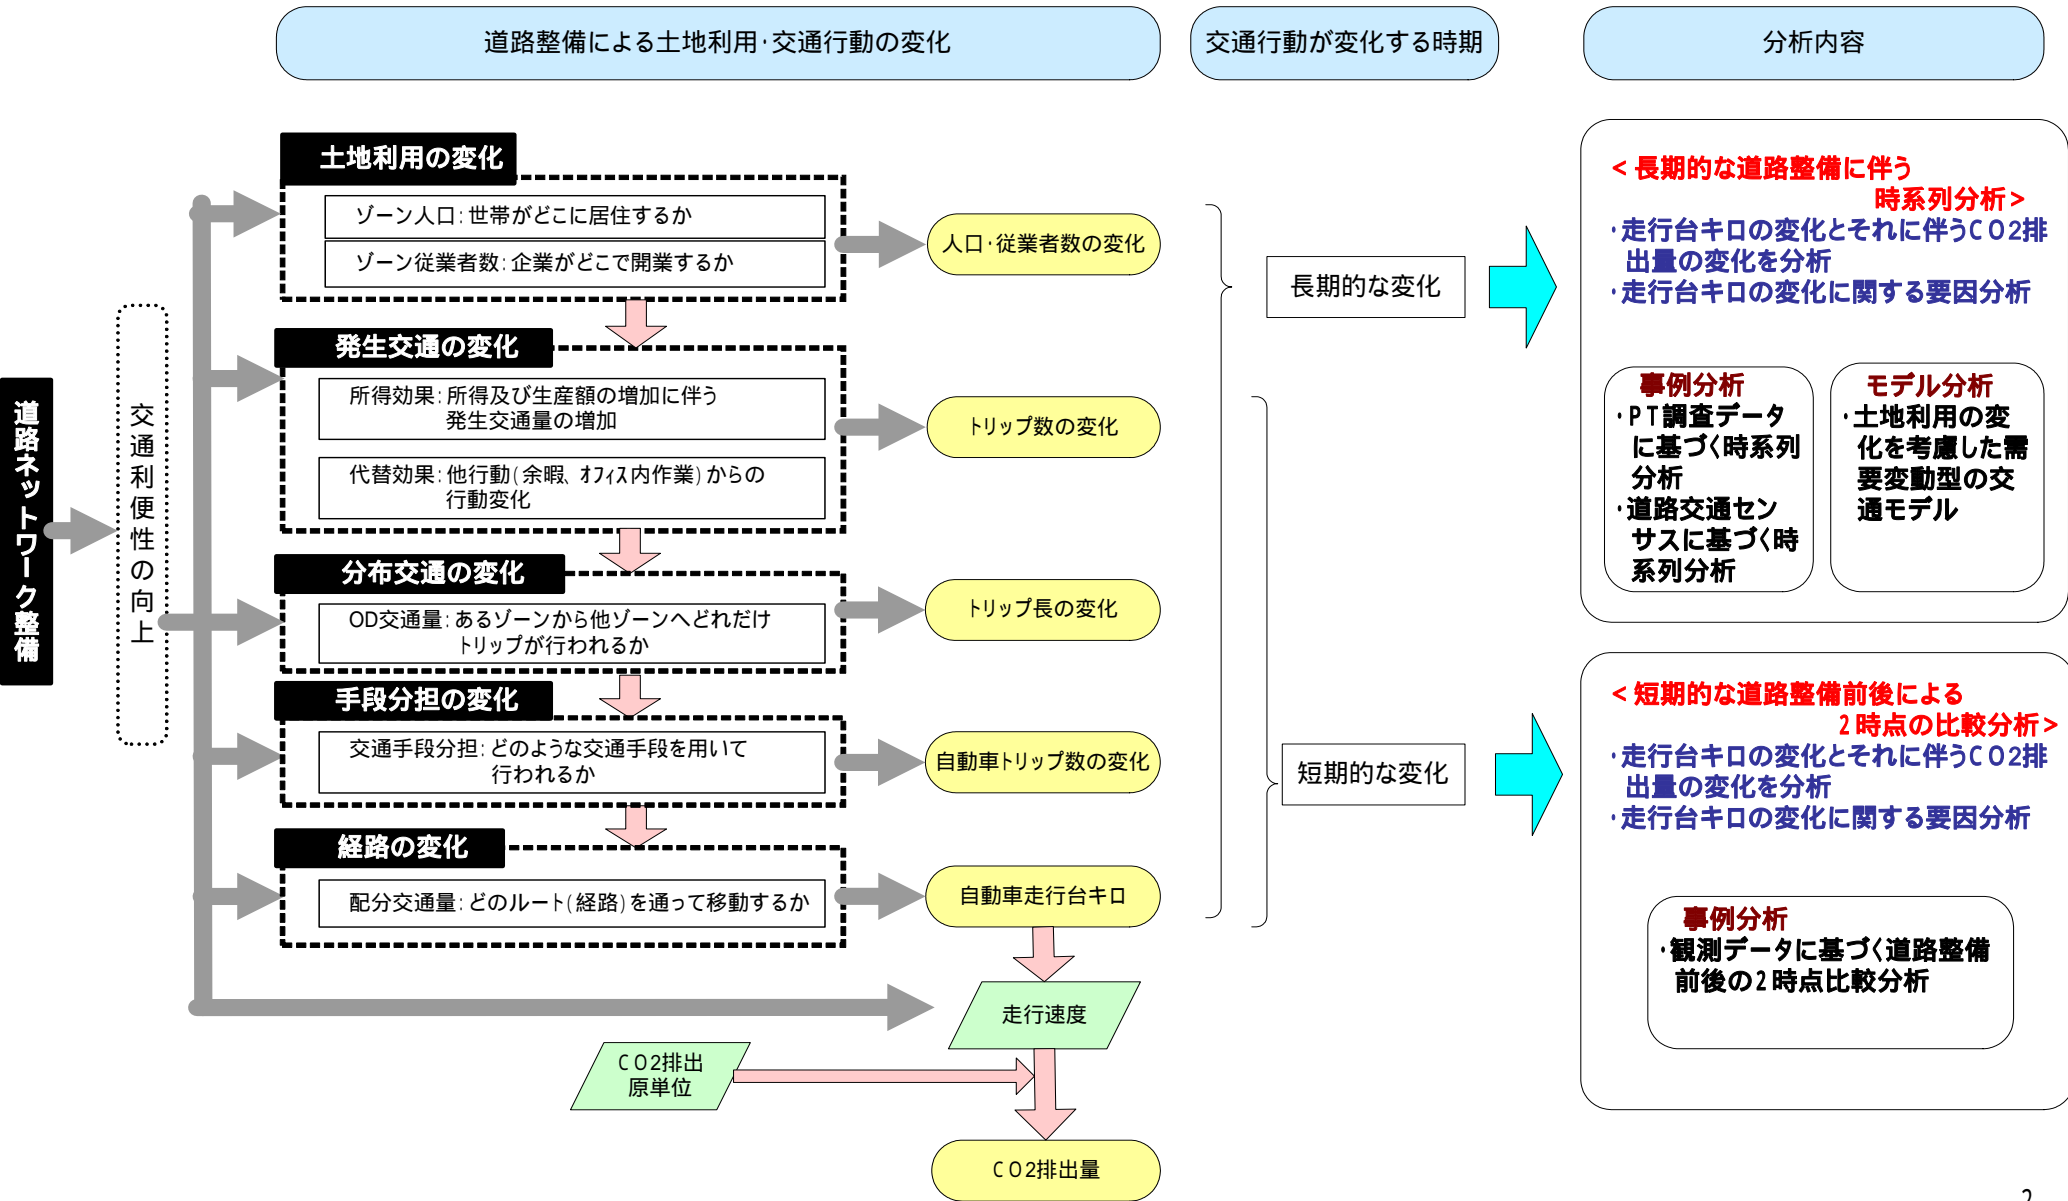 道路整備による土地利用・交通行動の変化
交通行動が変化する時期
分析内容
道路ネットワーク整備
交通利便性の向上
土地利用の変化
ゾーン人口：世帯がどこに居住するか
ゾーン従業者数：企業がどこで開業するか
人口・従業者数の変化
発生交通の変化
所得効果：所得及び生産額の増加に伴う
発生交通量の増加
代替効果：他行動（余暇、オフィス内作業）からの
行動変化
トリップ数の変化
分布交通の変化
OD交通量：あるゾーンから他ゾーンへどれだけ
トリップが行われるか
トリップ長の変化
手段分担の変化
交通手段分担：どのような交通手段を用いて
行われるか
自動車トリップ数の変化
経路の変化
配分交通量：どのルート（経路）を通って移動するか
自動車走行台キロ
走行速度
CO2排出
原単位
CO2排出量
長期的な変化
短期的な変化
<長期的な道路整備に伴う
時系列分析>
・走行台キロの変化とそれに伴うCO2排
出量の変化を分析
・走行台キロの変化に関する要因分析
事例分析
・PT調査データ
に基づく時系列
分析
・道路交通セン
サスに基づく時
系列分析
モデル分析
・土地利用の変
化を考慮した需
要変動型の交
通モデル
<短期的な道路整備前後による
2時点の比較分析>
・走行台キロの変化とそれに伴うCO2排
出量の変化を分析
・走行台キロの変化に関する要因分析
事例分析
・観測データに基づく道路整備
前後の2時点比較分析
2